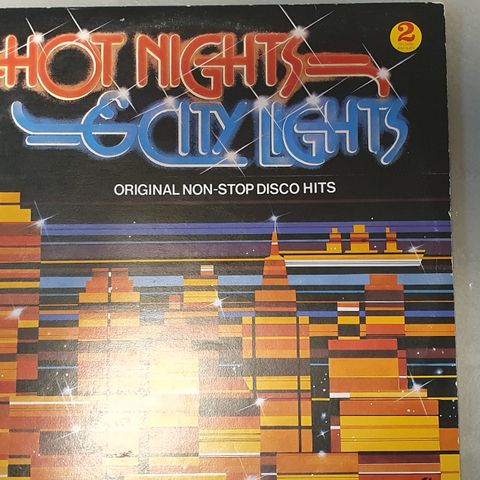 HOT NIGHTS
& CITY LIGHTS
ORIGINAL NON-STOP DISCO HITS
2